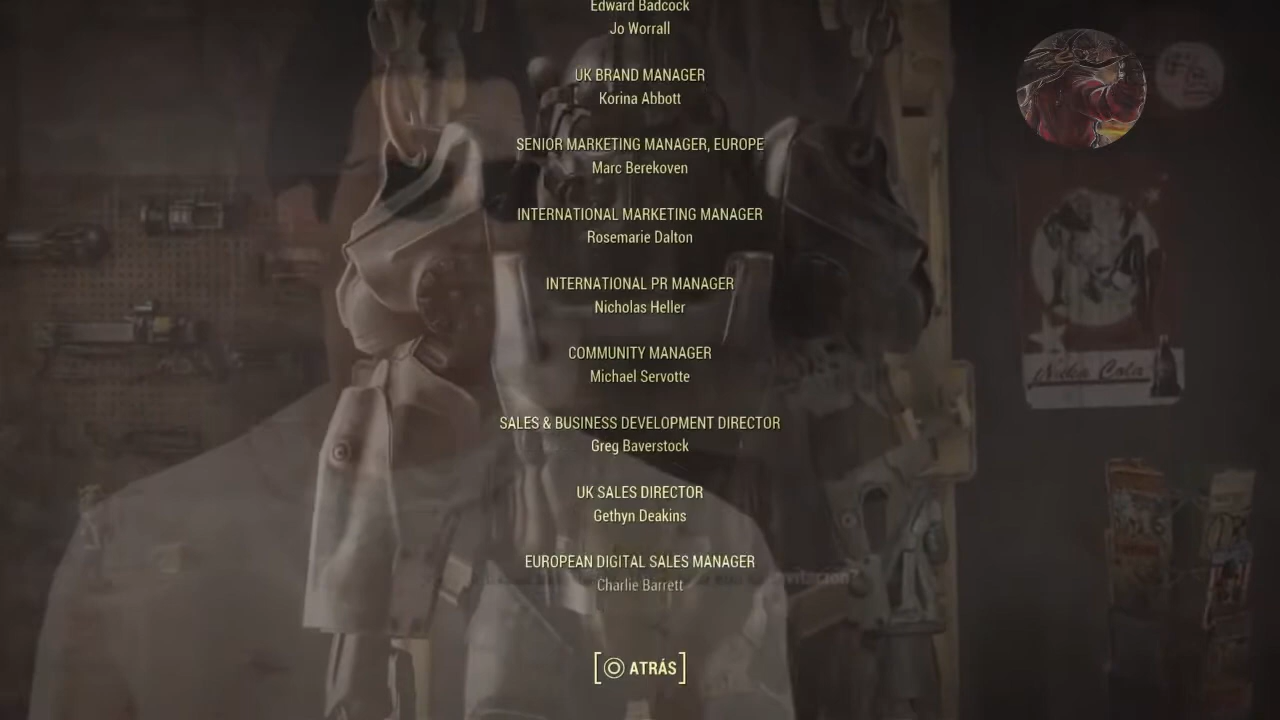 Edward Badcock
Jo Worrall
UK BRAND MANAGER
Korina Abbott
SENIOR MARKETING MANAGER, EUROPE
Marc Berekoven
INTERNATIONAL MARKETING MANAGER
Rosemarie Dalton
INTERNATIONAL PR MANAGER
Nicholas Heller
COMMUNITY MANAGER
Michael Servotte
SALES & BUSINESS DEVELOPMENT DIRECTOR
Greg Baverstock
UK SALES DIRECTOR
Gethyn Deakins
EUROPEAN DIGITAL SALES MANAGER
Charlie Barrett
ATRÁS
Nuka Cola